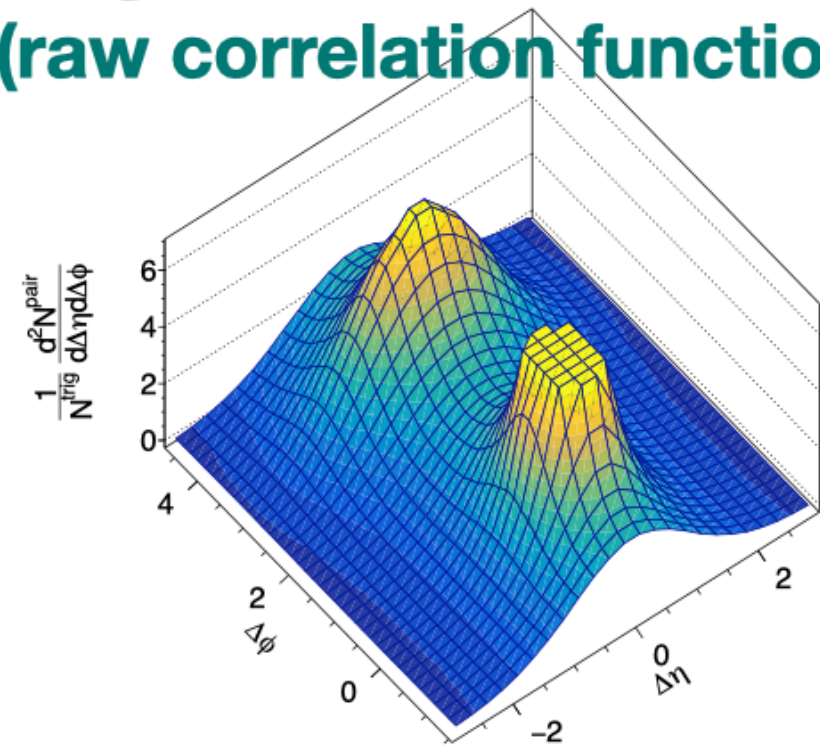 (raw correlation functio
6
4
2
0
1
N^trig
d²N^pair
dΔηdΔφ
4
2
0
Δφ
2
0
−2
Δη